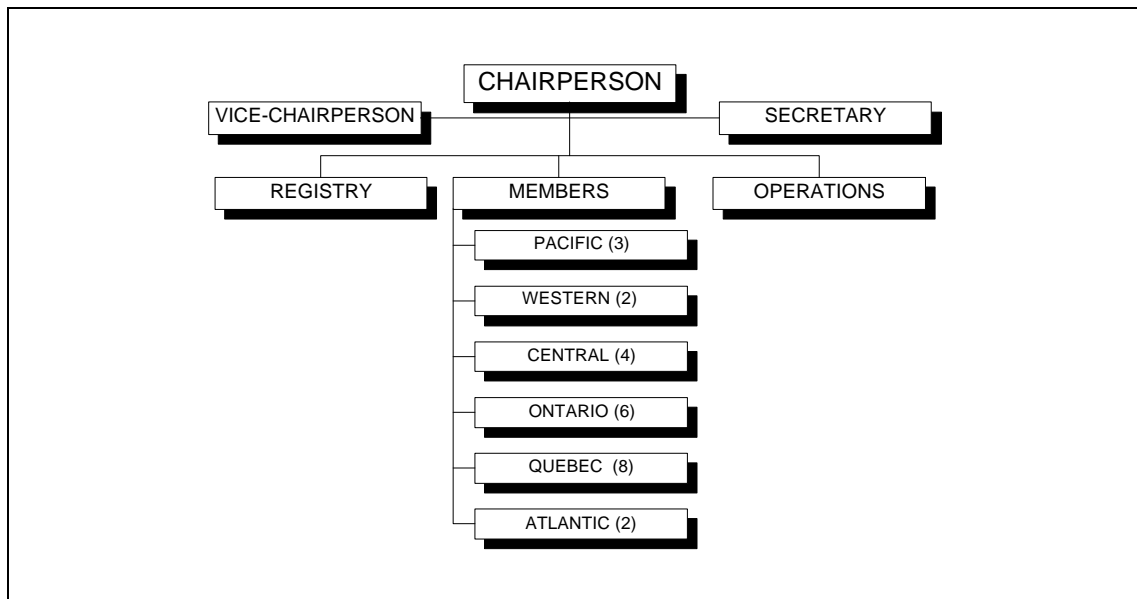 CHAIRPERSON
VICE-CHAIRPERSON
SECRETARY
REGISTRY
MEMBERS
OPERATIONS
PACIFIC (3)
WESTERN (2)
CENTRAL (4)
ONTARIO (6)
QUEBEC (8)
ATLANTIC (2)